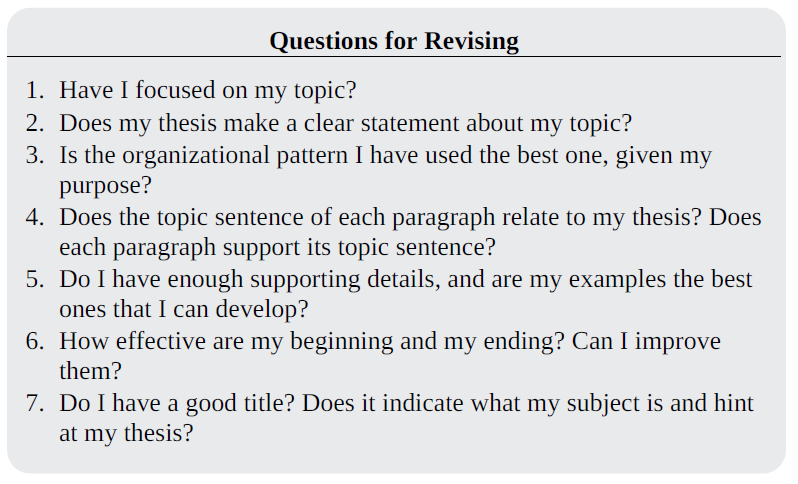 Questions for Revising
1. Have I focused on my topic?
2. Does my thesis make a clear statement about my topic?
3. Is the organizational pattern I have used the best one, given my
purpose?
4. Does the topic sentence of each paragraph relate to my thesis? Does
each paragraph support its topic sentence?
5. Do I have enough supporting details, and are my examples the best
ones that I can develop?
6. How effective are my beginning and my ending? Can I improve
them?
7. Do I have a good title? Does it indicate what my subject is and hint
at my thesis?